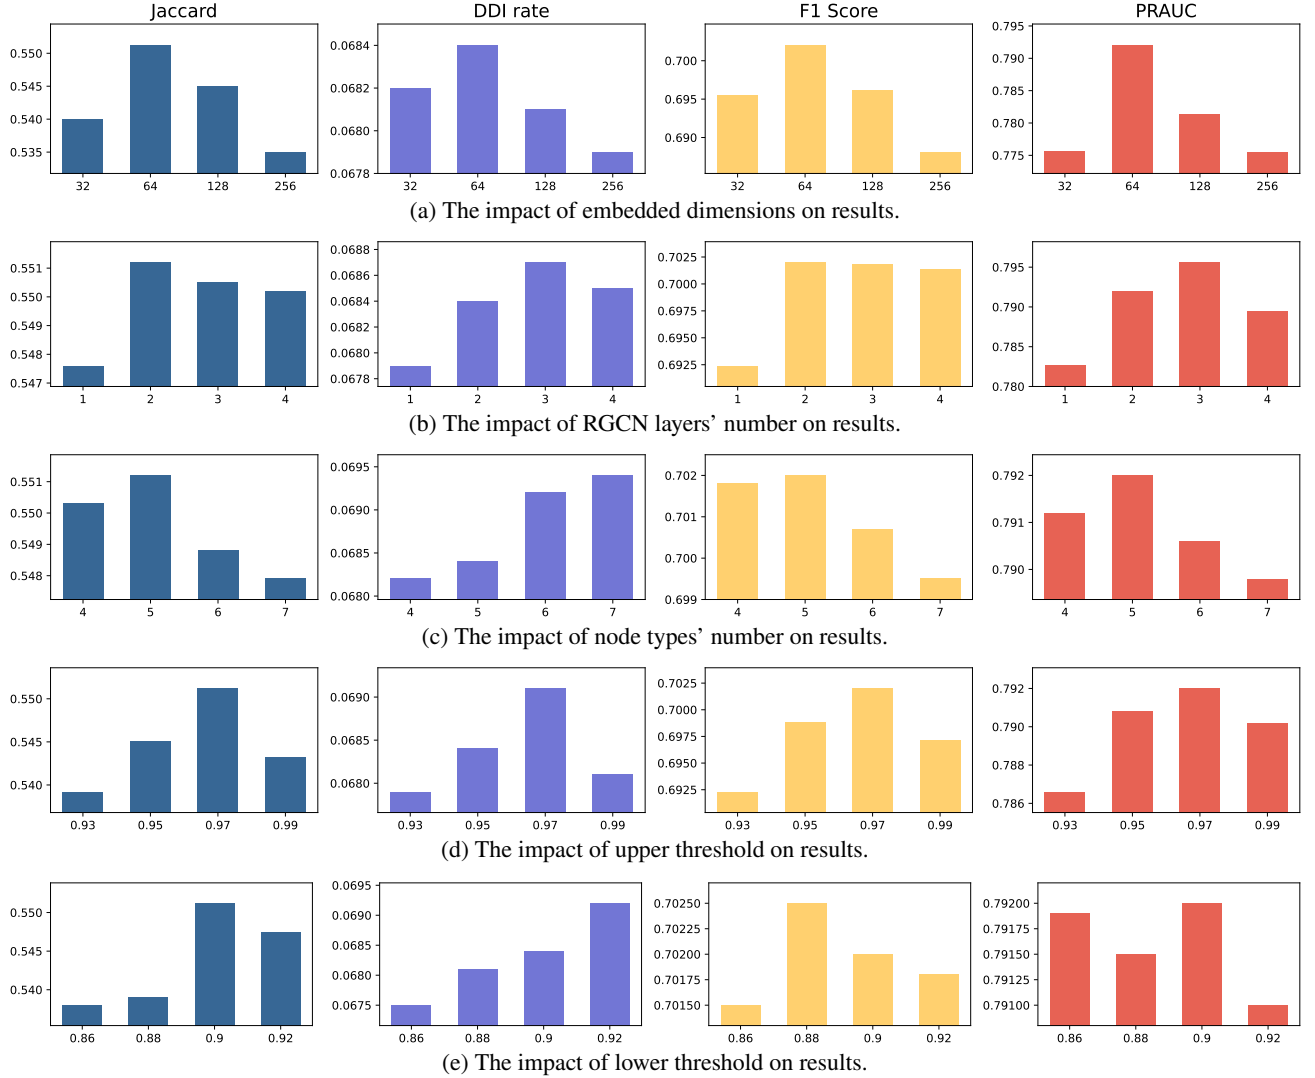 Jaccard DDI rate F1 Score PRAUC
0.550 0.545 0.540 0.535
32 64 128 256
0.0684 0.0682 0.0680 0.0678
32 64 128 256
0.700 0.695 0.690
32 64 128 256
0.795 0.790 0.785 0.780 0.775
32 64 128 256
(a) The impact of embedded dimensions on results.
0.551 0.550 0.549 0.548 0.547
1 2 3 4
0.0688 0.0686 0.0684 0.0682 0.0680 0.0678
1 2 3 4
0.7025 0.7000 0.6975 0.6950 0.6925
1 2 3 4
0.795 0.790 0.785 0.780
1 2 3 4
(b) The impact of RGCN layers' number on results.
0.551 0.550 0.549 0.548
4 5 6 7
0.0695 0.0690 0.0685 0.0680
4 5 6 7
0.702 0.701 0.700 0.699
4 5 6 7
0.792 0.791 0.790
4 5 6 7
(c) The impact of node types' number on results.
0.550 0.545 0.540
0.93 0.95 0.97 0.99
0.0690 0.0685 0.0680
0.93 0.95 0.97 0.99
0.7025 0.7000 0.6975 0.6950 0.6925
0.93 0.95 0.97 0.99
0.792 0.790 0.788 0.786
0.93 0.95 0.97 0.99
(d) The impact of upper threshold on results.
0.550 0.545 0.540
0.86 0.88 0.9 0.92
0.0695 0.0690 0.0685 0.0680 0.0675
0.86 0.88 0.9 0.92
0.70250 0.70225 0.70200 0.70175 0.70150
0.86 0.88 0.9 0.92
0.79200 0.79175 0.79150 0.79125 0.79100
0.86 0.88 0.9 0.92
(e) The impact of lower threshold on results.